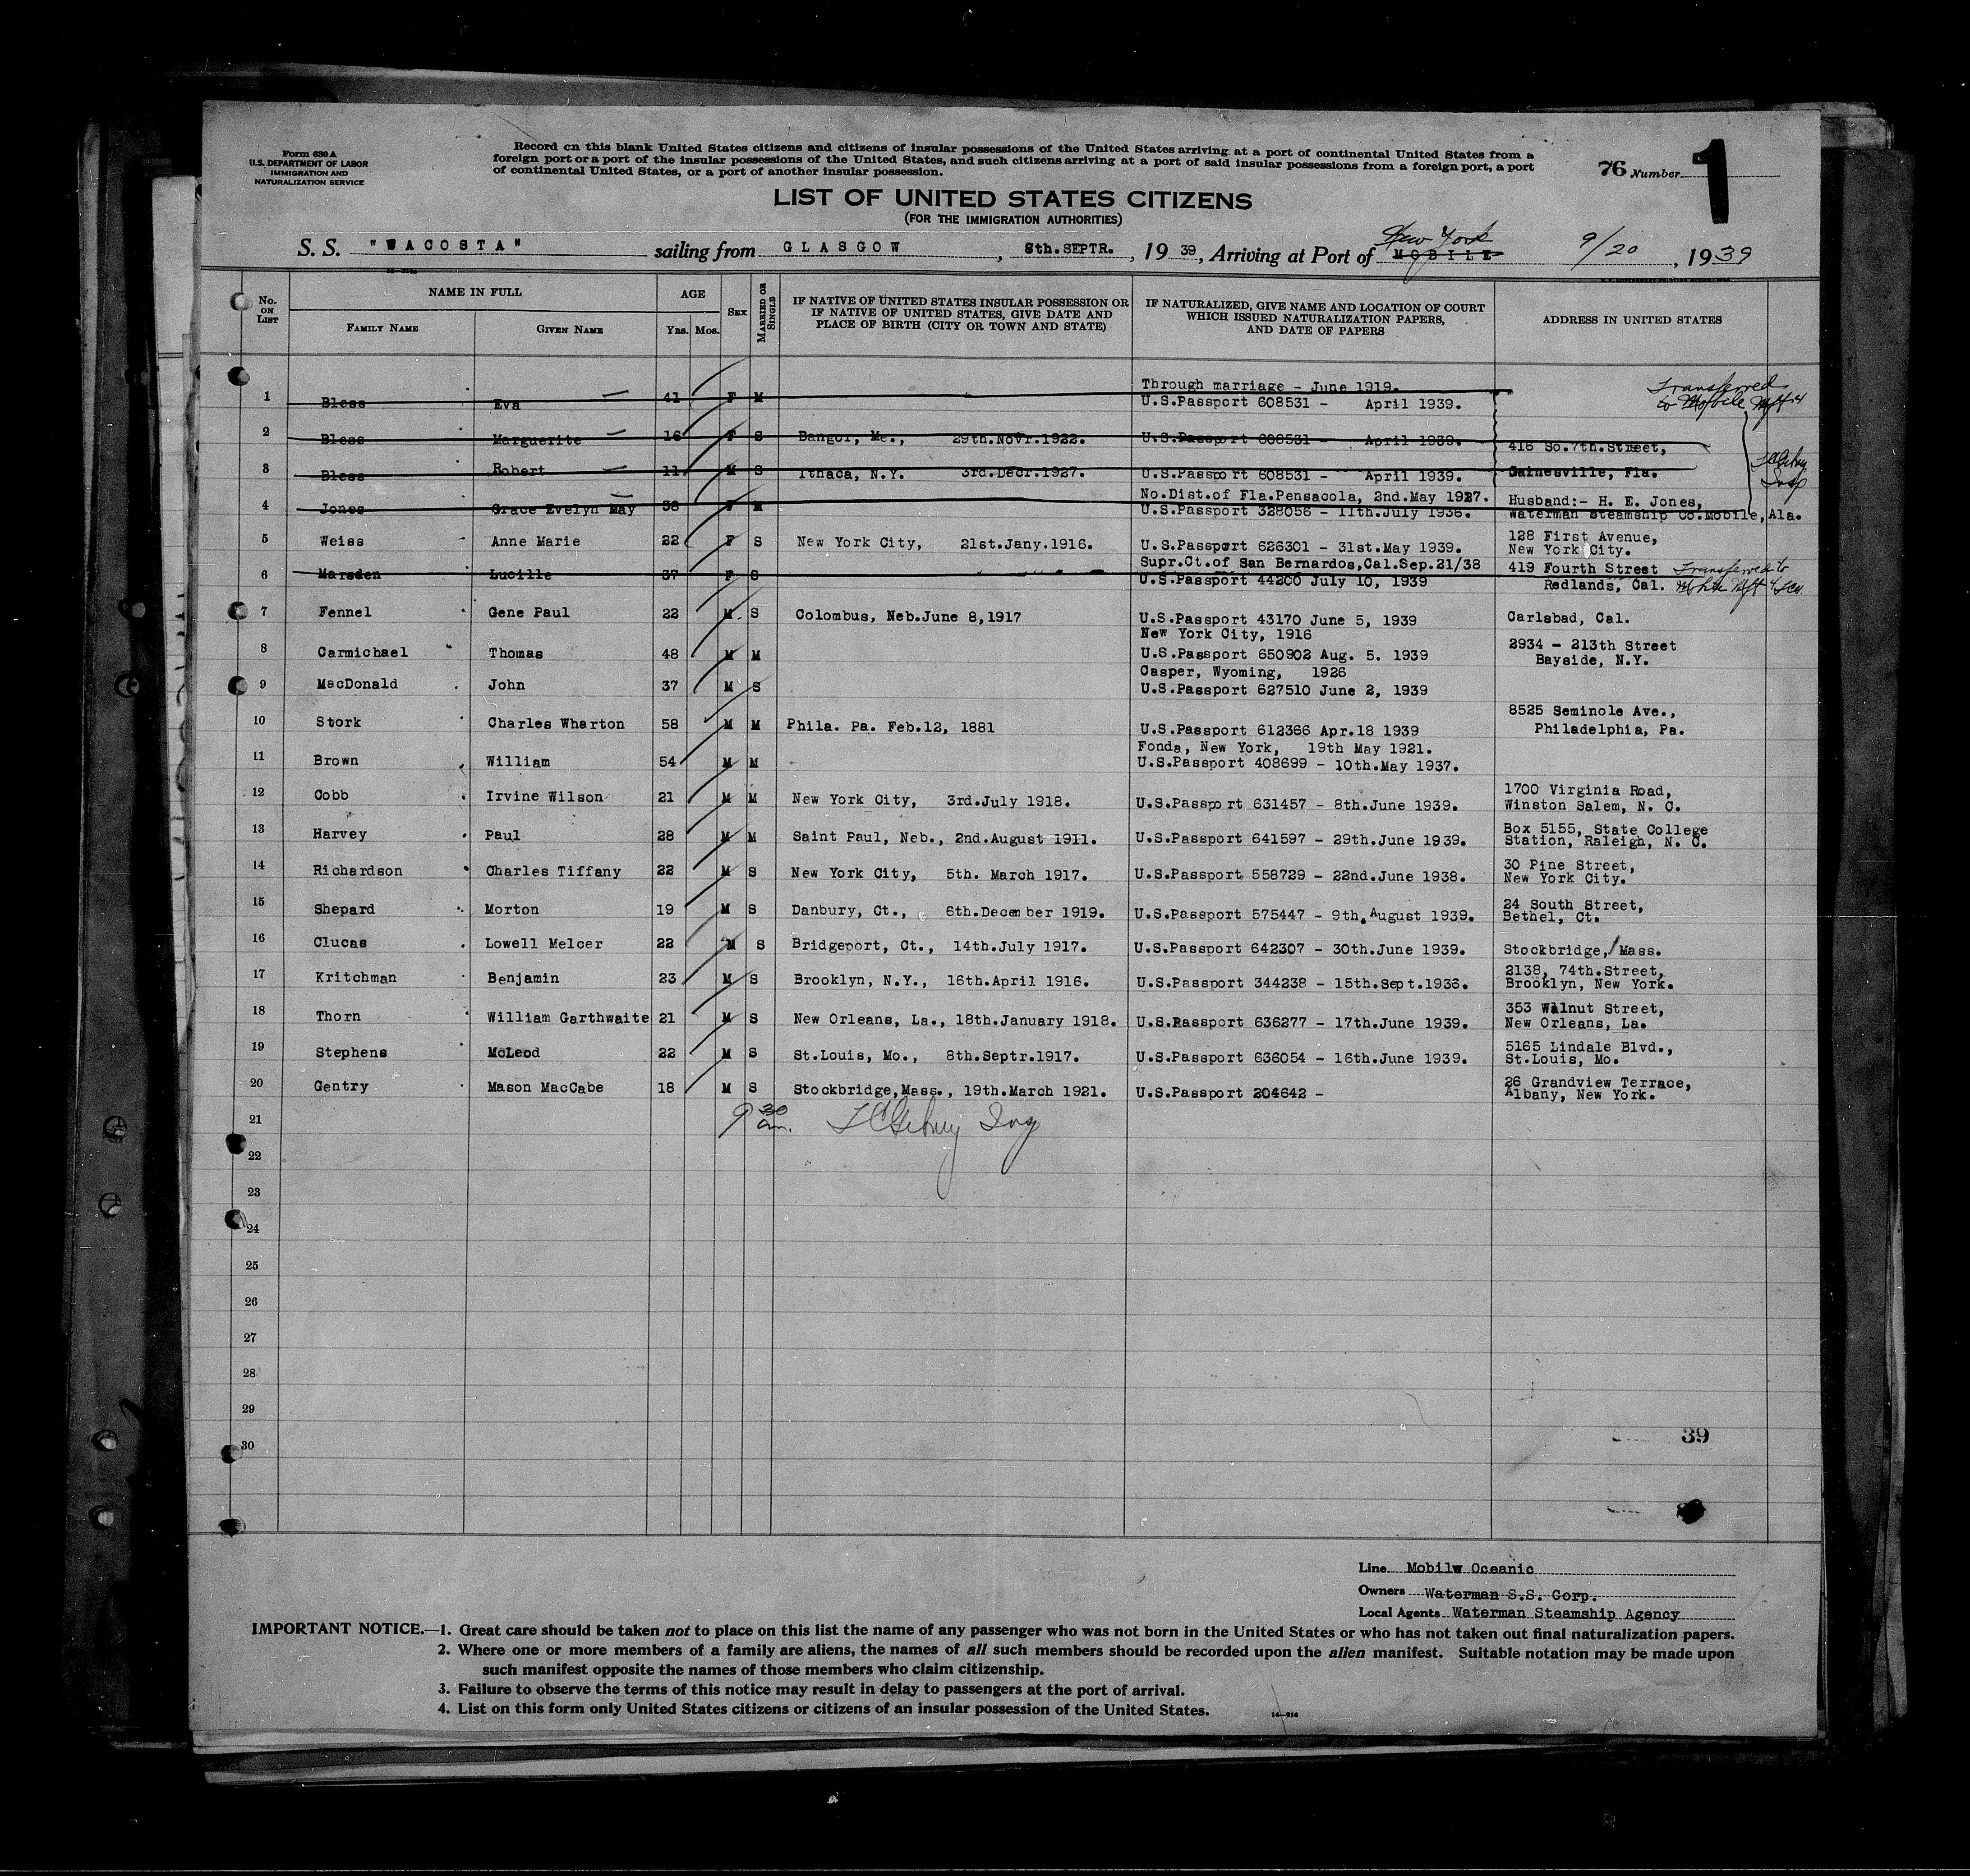 Form 630 A
U.S. DEPARTMENT OF LABOR
IMMIGRATION AND
NATURALIZATION SERVICE
Record on this blank United States citizens and citizens of insular possessions of the United States arriving at a port of continental United States from a
foreign port or a port of the insular possessions of the United States, and such citizens arriving at a port of said insular possessions from a foreign port, a port
of continental United States, or a port of another insular possession.
76 Number 1
LIST OF UNITED STATES CITIZENS
(FOR THE IMMIGRATION AUTHORITIES)
New York
S. S. "WACOSTA" sailing from GLASGOW, 8th. SEPTR., 1939, Arriving at Port of MOBILE 9/20, 1939
No. ON LIST
NAME IN FULL
FAMILY NAME
GIVEN NAME
AGE
Yrs. Mos.
SEX
MARRIED OR SINGLE
IF NATIVE OF UNITED STATES INSULAR POSSESSION OR
IF NATIVE OF UNITED STATES, GIVE DATE AND
PLACE OF BIRTH (CITY OR TOWN AND STATE)
IF NATURALIZED, GIVE NAME AND LOCATION OF COURT
WHICH ISSUED NATURALIZATION PAPERS,
AND DATE OF PAPERS
ADDRESS IN UNITED STATES
Through marriage - June 1919.
1 Bless Eva 41 F M U.S.Passport 608531 - April 1939. Transferred to Mobile Mft
2 Bless Marguerite 16 F S Bangor, Me., 29th.Novr.1922. U.S.Passport 608531 - April 1939.
416 So.7th.Street,
3 Bless Robert 11 M S Ithaca, N.Y. 3rd.Decr.1927. U.S.Passport 608531 - April 1939. Gainesville, Fla.
No.Dist.of Fla.Pensacola, 2nd.May 1927. Husband:- H. E. Jones,
4 Jones Grace Evelyn May 38 F M U.S.Passport 328056 - 11th.July 1936. Waterman Steamship Co.Mobile, Ala.
128 First Avenue,
5 Weiss Anne Marie 22 F S New York City, 21st.Jany.1916. U.S.Passport 626301 - 31st.May 1939. New York City.
Supr.Ct.of San Bernardos,Cal.Sep.21/38 419 Fourth Street Transferred to
6 Marsden Lucille 37 F S U.S.Passport 44200 July 10, 1939 Redlands, Cal. Mft
7 Fennel Gene Paul 22 M S Colombus, Neb.June 8,1917 U.S.Passport 43170 June 5, 1939 Carlsbad, Cal.
New York City, 1916 2934 - 213th Street
8 Carmichael Thomas 48 M M U.S.Passport 650902 Aug. 5. 1939 Bayside, N.Y.
Casper, Wyoming, 1926
9 MacDonald John 37 M S U.S.Passport 627510 June 2, 1939
8525 Seminole Ave.,
10 Stork Charles Wharton 58 M M Phila. Pa. Feb.12, 1881 U.S.Passport 612366 Apr.18 1939 Philadelphia, Pa.
Fonda, New York, 19th May 1921.
11 Brown William 54 M M U.S.Passport 408699 - 10th.May 1937.
1700 Virginia Road,
12 Cobb Irvine Wilson 21 M M New York City, 3rd.July 1918. U.S.Passport 631457 - 8th.June 1939. Winston Salem, N. C.
Box 5155, State College
13 Harvey Paul 28 M M Saint Paul, Neb., 2nd.August 1911. U.S.Passport 641597 - 29th.June 1939. Station, Raleigh, N. C.
30 Pine Street,
14 Richardson Charles Tiffany 22 M S New York City, 5th. March 1917. U.S.Passport 558729 - 22nd.June 1938. New York City.
24 South Street,
15 Shepard Morton 19 M S Danbury, Ct., 6th.December 1919. U.S.Passport 575447 - 9th.August 1939. Bethel, Ct.
16 Clucas Lowell Melcer 22 M S Bridgeport, Ct., 14th.July 1917. U.S.Passport 642307 - 30th.June 1939. Stockbridge, Mass.
2138, 74th.Street,
17 Kritchman Benjamin 23 M S Brooklyn, N.Y., 16th.April 1916. U.S.Passport 344238 - 15th.Sept.1936. Brooklyn, New York.
353 Walnut Street,
18 Thorn William Garthwaite 21 M S New Orleans, La., 18th.January 1918. U.S.Passport 636277 - 17th.June 1939. New Orleans, La.
5165 Lindale Blvd.,
19 Stephens McLeod 22 M S St.Louis, Mo., 8th.Septr.1917. U.S.Passport 636054 - 16th.June 1939. St.Louis, Mo.
26 Grandview Terrace,
20 Gentry Mason MacCabe 18 M S Stockbridge,Mass., 19th.March 1921. U.S.Passport 204642 - Albany, New York.
21 9 30 am.
22
23
24
25
26
27
28
29
30 39
Line Mobilw Oceanic
Owners Waterman S.S. Corp.
Local Agents Waterman Steamship Agency
IMPORTANT NOTICE.—1. Great care should be taken not to place on this list the name of any passenger who was not born in the United States or who has not taken out final naturalization papers.
2. Where one or more members of a family are aliens, the names of all such members should be recorded upon the alien manifest. Suitable notation may be made upon
such manifest opposite the names of those members who claim citizenship.
3. Failure to observe the terms of this notice may result in delay to passengers at the port of arrival.
4. List on this form only United States citizens or citizens of an insular possession of the United States.
14—914